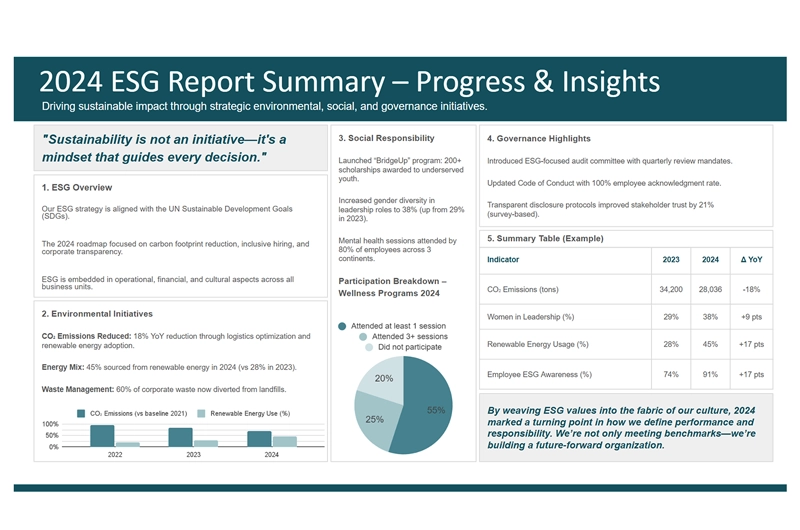 2024 ESG Report Summary – Progress & Insights
Driving sustainable impact through strategic environmental, social, and governance initiatives.
"Sustainability is not an initiative—it's a
mindset that guides every decision."
1. ESG Overview
Our ESG strategy is aligned with the UN Sustainable Development Goals
(SDGs).
The 2024 roadmap focused on carbon footprint reduction, inclusive hiring, and
corporate transparency.
ESG is embedded in operational, financial, and cultural aspects across all
business units.
2. Environmental Initiatives
CO₂ Emissions Reduced: 18% YoY reduction through logistics optimization and
renewable energy adoption.
Energy Mix: 45% sourced from renewable energy in 2024 (vs 28% in 2023).
Waste Management: 60% of corporate waste now diverted from landfills.
CO₂ Emissions (vs baseline 2021) Renewable Energy Use (%)
100%
50%
0%
2022 2023 2024
3. Social Responsibility
Launched “BridgeUp” program: 200+
scholarships awarded to underserved
youth.
Increased gender diversity in
leadership roles to 38% (up from 29%
in 2023).
Mental health sessions attended by
80% of employees across 3
continents.
Participation Breakdown –
Wellness Programs 2024
Attended at least 1 session
Attended 3+ sessions
Did not participate
20%
55%
25%
4. Governance Highlights
Introduced ESG-focused audit committee with quarterly review mandates.
Updated Code of Conduct with 100% employee acknowledgment rate.
Transparent disclosure protocols improved stakeholder trust by 21%
(survey-based).
5. Summary Table (Example)
Indicator 2023 2024 Δ YoY
CO₂ Emissions (tons) 34,200 28,036 -18%
Women in Leadership (%) 29% 38% +9 pts
Renewable Energy Usage (%) 28% 45% +17 pts
Employee ESG Awareness (%) 74% 91% +17 pts
By weaving ESG values into the fabric of our culture, 2024
marked a turning point in how we define performance and
responsibility. We’re not only meeting benchmarks—we’re
building a future-forward organization.